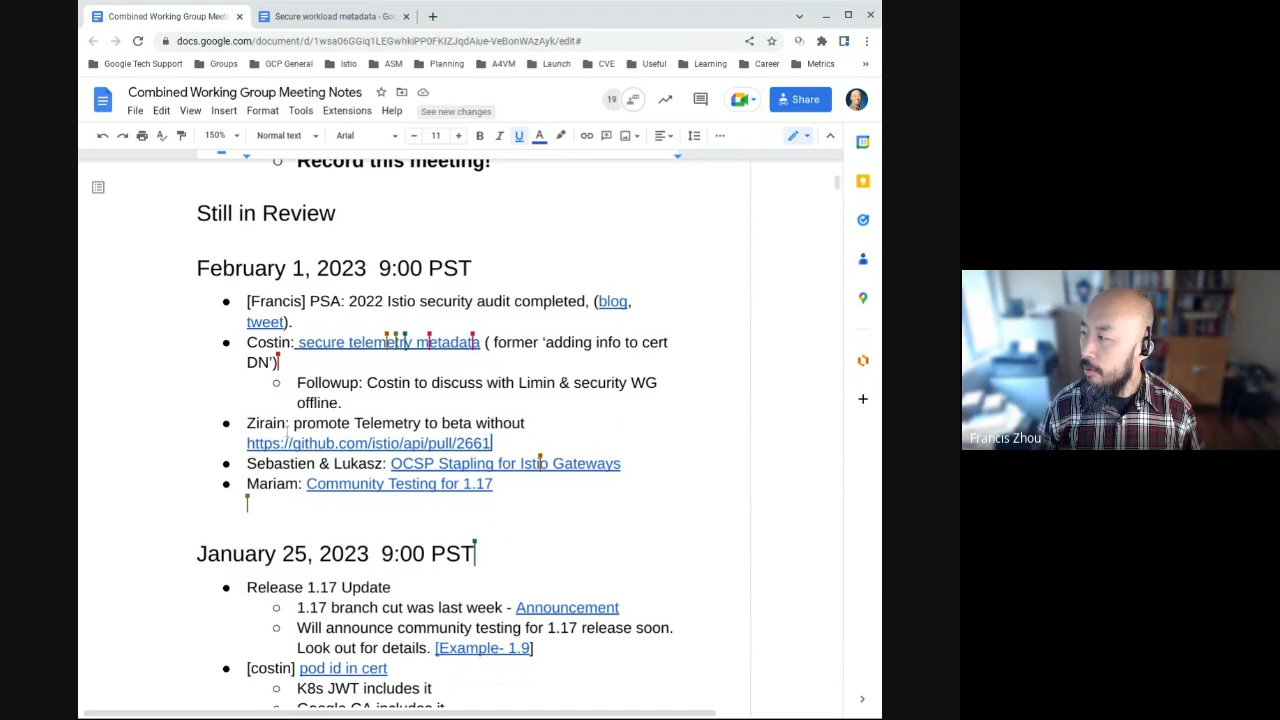 Combined Working Group Meeti
Secure workload metadata - Go
docs.google.com/document/d/1wsa06GGiq1LEGwhkiPP0FKIZJqdAiue-VeBonWAzAyk/edit#
Google Tech Support
Groups
GCP General
Istio
ASM
Planning
A4VM
Launch
CVE
Useful
Learning
Career
Metrics
Combined Working Group Meeting Notes
File Edit View Insert Format Tools Extensions Help
See new changes
19
Share
150%
Normal text
Arial
11
Record this meeting!
Still in Review
February 1, 2023 9:00 PST
[Francis] PSA: 2022 Istio security audit completed, (blog,
tweet).
Costin: secure telemetry metadata ( former ‘adding info to cert
DN’)
Followup: Costin to discuss with Limin & security WG
offline.
Zirain: promote Telemetry to beta without
https://github.com/istio/api/pull/2661
Sebastien & Lukasz: OCSP Stapling for Istio Gateways
Mariam: Community Testing for 1.17
January 25, 2023 9:00 PST
Release 1.17 Update
1.17 branch cut was last week - Announcement
Will announce community testing for 1.17 release soon.
Look out for details. [Example- 1.9]
[costin] pod id in cert
K8s JWT includes it
Google CA includes it
Francis Zhou